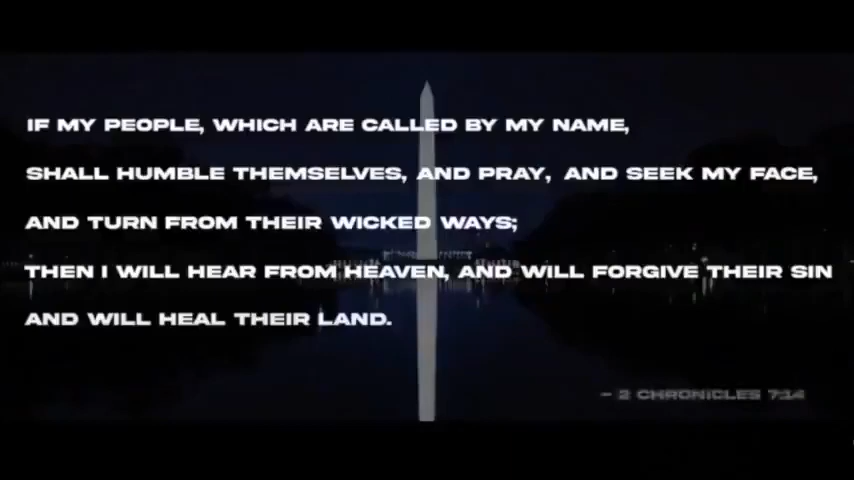 IF MY PEOPLE, WHICH ARE CALLED BY MY NAME,
SHALL HUMBLE THEMSELVES, AND PRAY, AND SEEK MY FACE,
AND TURN FROM THEIR WICKED WAYS;
THEN I WILL HEAR FROM HEAVEN, AND WILL FORGIVE THEIR SIN
AND WILL HEAL THEIR LAND.
– 2 CHRONICLES 7:14